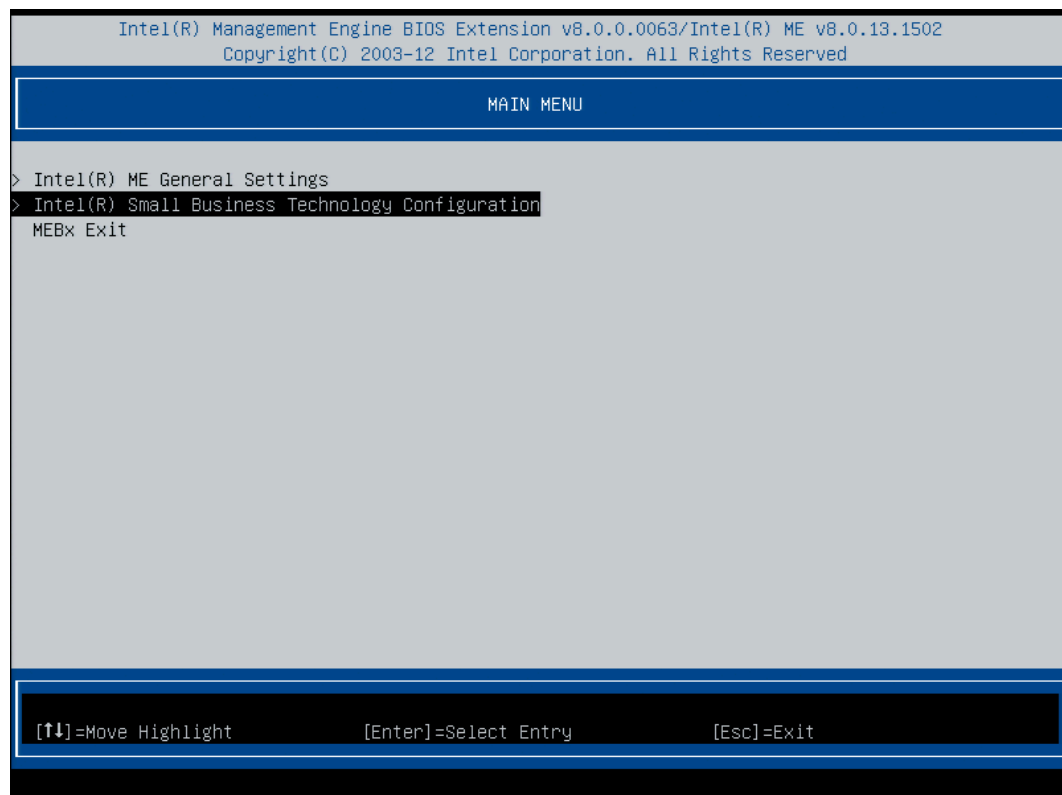 Intel(R) Management Engine BIOS Extension v8.0.0.0063/Intel(R) ME v8.0.13.1502
Copyright(C) 2003-12 Intel Corporation. All Rights Reserved
MAIN MENU
> Intel(R) ME General Settings
> Intel(R) Small Business Technology Configuration
MEBx Exit
[↑↓]=Move Highlight [Enter]=Select Entry [Esc]=Exit